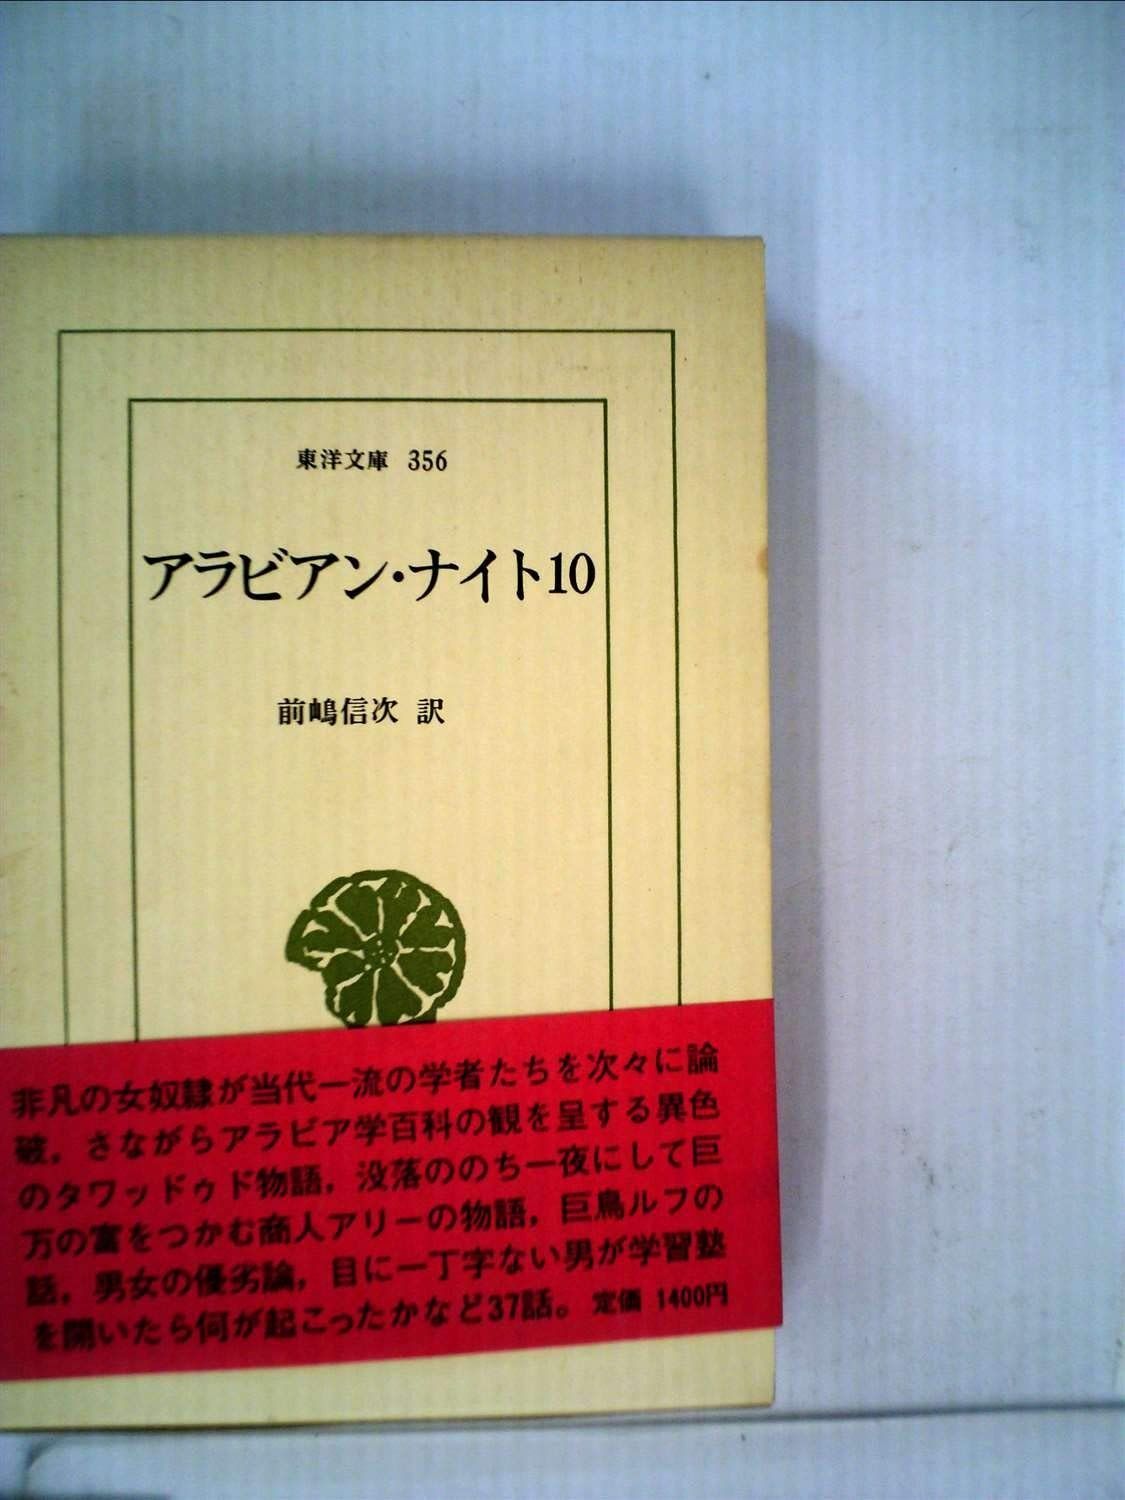 東洋文庫 356
アラビアン・ナイト10
前嶋信次 訳
非凡の女奴隷が当代一流の学者たちを次々に論
破，さながらアラビア学百科の観を呈する異色
のタワッドゥド物語，没落ののち一夜にして巨
万の富をつかむ商人アリーの物語，巨鳥ルフの
話，男女の優劣論，目に一丁字ない男が学習塾
を開いたら何が起こったかなど37話。定価 1400円